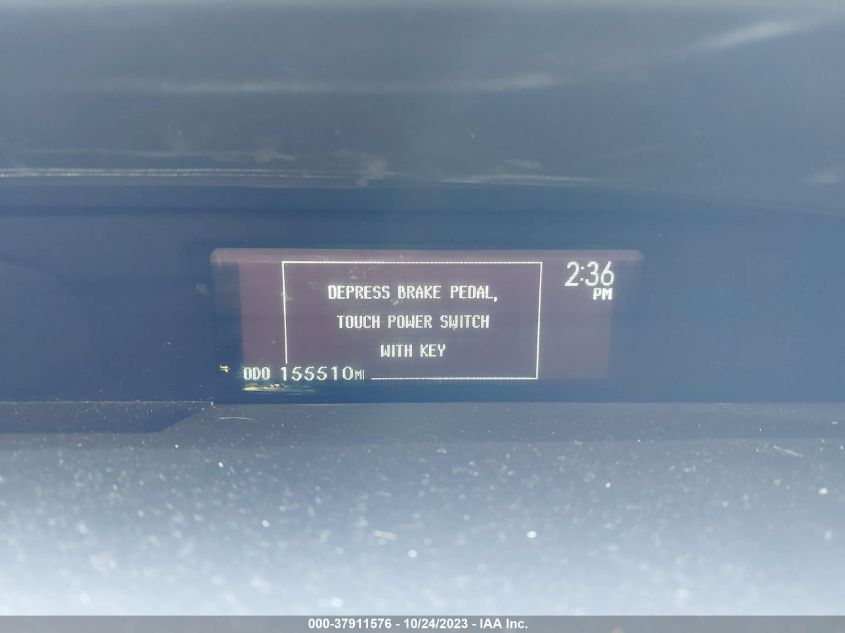 2:36
PM
DEPRESS BRAKE PEDAL,
TOUCH POWER SWITCH
WITH KEY
ODO 155510MI
000-37911576 - 10/24/2023 - IAA Inc.